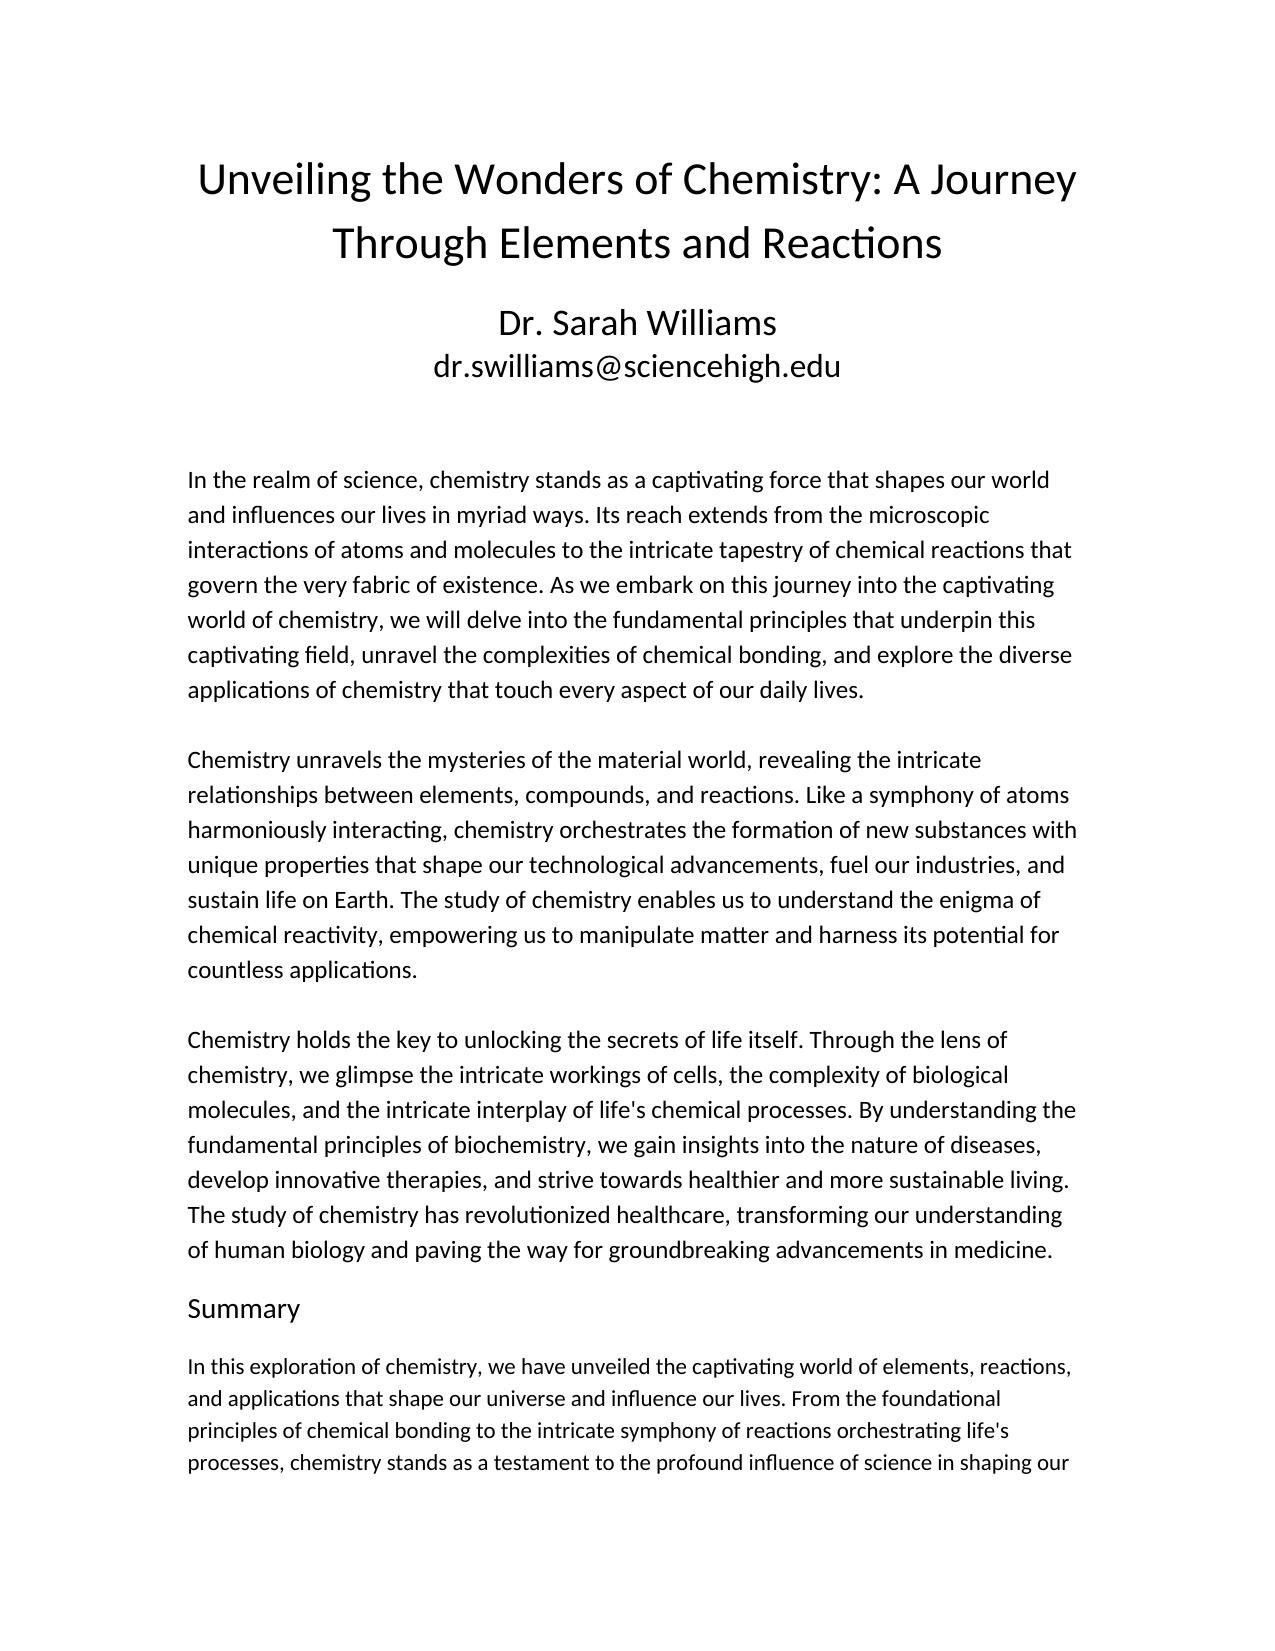 Unveiling the Wonders of Chemistry: A Journey
Through Elements and Reactions
Dr. Sarah Williams
dr.swilliams@sciencehigh.edu
In the realm of science, chemistry stands as a captivating force that shapes our world
and influences our lives in myriad ways. Its reach extends from the microscopic
interactions of atoms and molecules to the intricate tapestry of chemical reactions that
govern the very fabric of existence. As we embark on this journey into the captivating
world of chemistry, we will delve into the fundamental principles that underpin this
captivating field, unravel the complexities of chemical bonding, and explore the diverse
applications of chemistry that touch every aspect of our daily lives.
Chemistry unravels the mysteries of the material world, revealing the intricate
relationships between elements, compounds, and reactions. Like a symphony of atoms
harmoniously interacting, chemistry orchestrates the formation of new substances with
unique properties that shape our technological advancements, fuel our industries, and
sustain life on Earth. The study of chemistry enables us to understand the enigma of
chemical reactivity, empowering us to manipulate matter and harness its potential for
countless applications.
Chemistry holds the key to unlocking the secrets of life itself. Through the lens of
chemistry, we glimpse the intricate workings of cells, the complexity of biological
molecules, and the intricate interplay of life's chemical processes. By understanding the
fundamental principles of biochemistry, we gain insights into the nature of diseases,
develop innovative therapies, and strive towards healthier and more sustainable living.
The study of chemistry has revolutionized healthcare, transforming our understanding
of human biology and paving the way for groundbreaking advancements in medicine.
Summary
In this exploration of chemistry, we have unveiled the captivating world of elements, reactions,
and applications that shape our universe and influence our lives. From the foundational
principles of chemical bonding to the intricate symphony of reactions orchestrating life's
processes, chemistry stands as a testament to the profound influence of science in shaping our